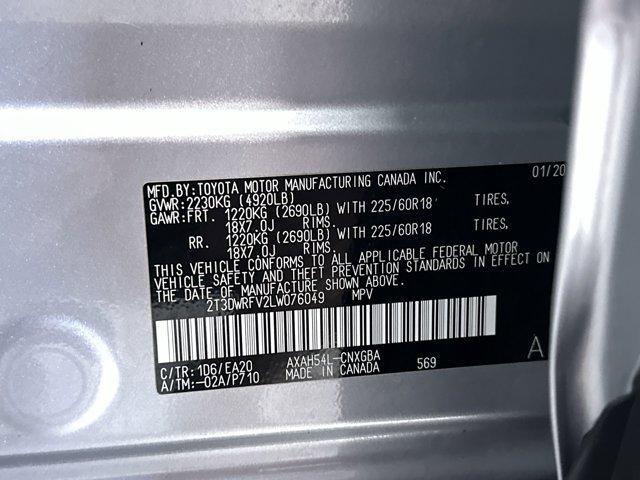 MFD.BY:TOYOTA MOTOR MANUFACTURING CANADA INC. 01/20
GVWR:2230KG (4920LB)
GAWR:FRT. 1220KG (2690LB) WITH 225/60R18 TIRES,
18X7.0J RIMS.
RR. 1220KG (2690LB) WITH 225/60R18 TIRES,
18X7.0J RIMS.
THIS VEHICLE CONFORMS TO ALL APPLICABLE FEDERAL MOTOR
VEHICLE SAFETY AND THEFT PREVENTION STANDARDS IN EFFECT ON
THE DATE OF MANUFACTURE SHOWN ABOVE.
2T3DWRFV2LW076049 MPV
C/TR:1D6/EA20 AXAH54L-CNXGBA 569 A
A/TM:-02A/P710 MADE IN CANADA